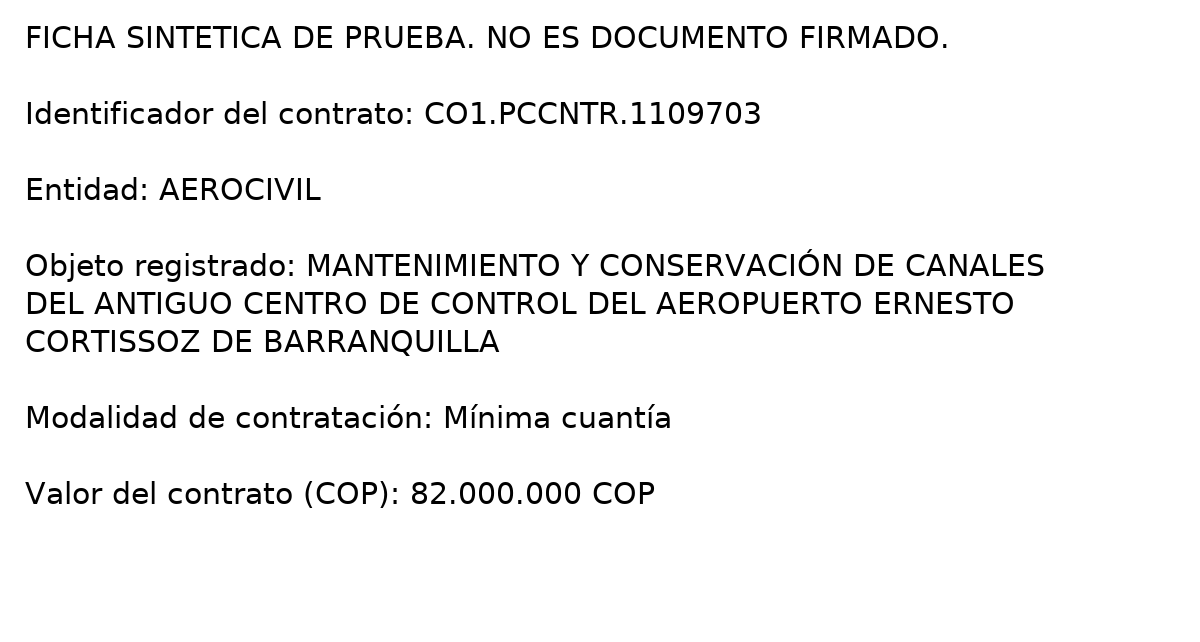 FICHA SINTETICA DE PRUEBA. NO ES DOCUMENTO FIRMADO.
Identificador del contrato: CO1.PCCNTR.1109703
Entidad: AEROCIVIL
Objeto registrado: MANTENIMIENTO Y CONSERVACIÓN DE CANALES
DEL ANTIGUO CENTRO DE CONTROL DEL AEROPUERTO ERNESTO
CORTISSOZ DE BARRANQUILLA
Modalidad de contratación: Mínima cuantía
Valor del contrato (COP): 82.000.000 COP